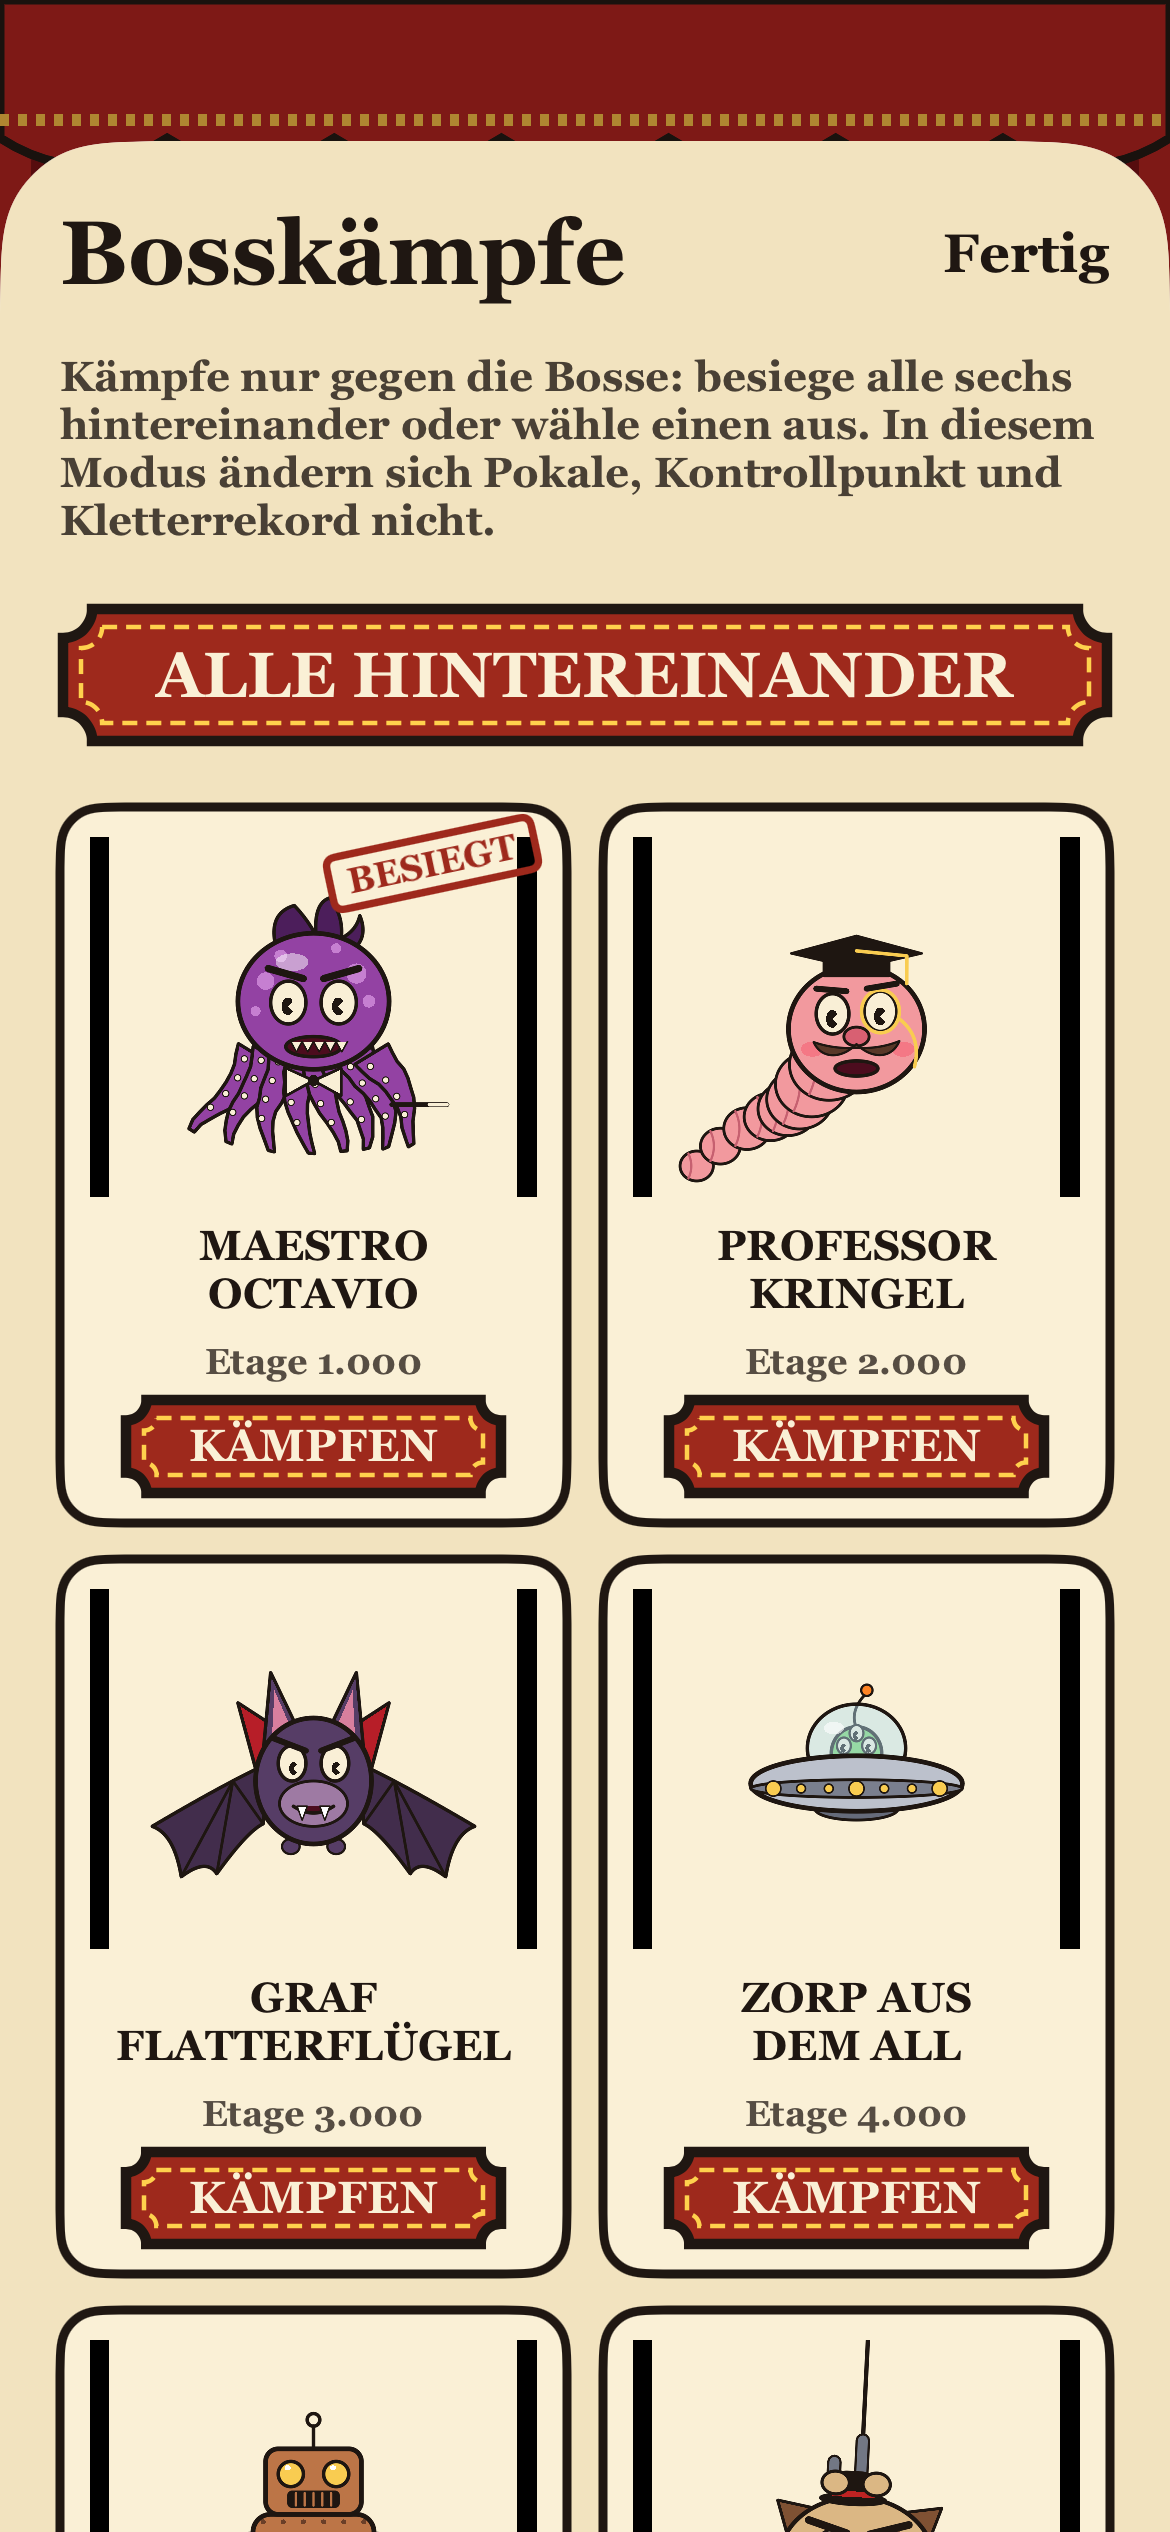 Bosskämpfe
Fertig
Kämpfe nur gegen die Bosse: besiege alle sechs
hintereinander oder wähle einen aus. In diesem
Modus ändern sich Pokale, Kontrollpunkt und
Kletterrekord nicht.
ALLE HINTEREINANDER
BESIEGT
MAESTRO
OCTAVIO
Etage 1.000
KÄMPFEN
PROFESSOR
KRINGEL
Etage 2.000
KÄMPFEN
GRAF
FLATTERFLÜGEL
Etage 3.000
KÄMPFEN
ZORP AUS
DEM ALL
Etage 4.000
KÄMPFEN